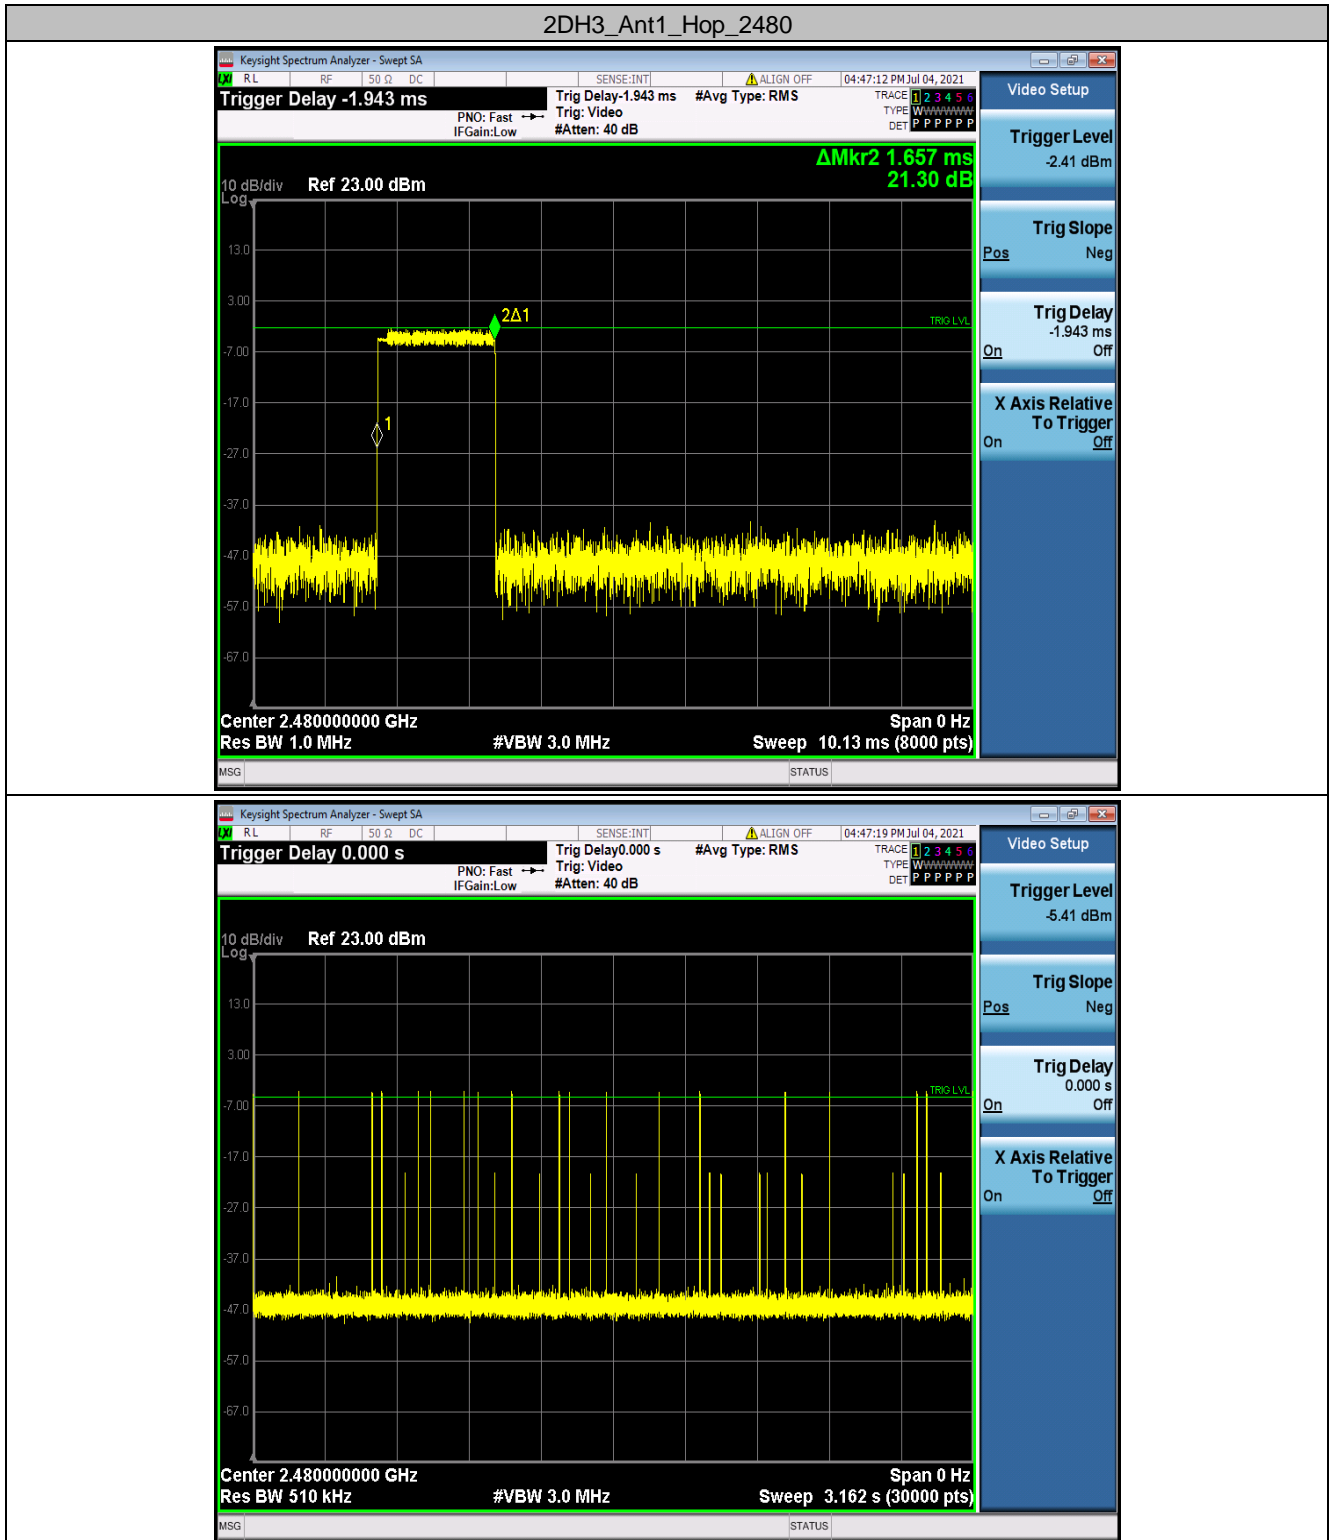 2DH3_Ant1_Hop_2480
Keysight Spectrum Analyzer - Swept SA
LXI RL RF 50 Ω DC SENSE:INT ALIGN OFF 04:47:12 PM Jul 04, 2021
Trigger Delay -1.943 ms
PNO: Fast
IFGain:Low
Trig Delay-1.943 ms
Trig: Video
#Atten: 40 dB
#Avg Type: RMS
TRACE 1 2 3 4 5 6
TYPE WWWWWW
DET P P P P P P
ΔMkr2 1.657 ms
21.30 dB
10 dB/div Ref 23.00 dBm
Log
13.0
3.00
-7.00
-17.0
-27.0
-37.0
-47.0
-57.0
-67.0
2Δ1
1
TRIG LVL
Center 2.480000000 GHz Span 0 Hz
Res BW 1.0 MHz #VBW 3.0 MHz Sweep 10.13 ms (8000 pts)
MSG STATUS
Video Setup
Trigger Level
-2.41 dBm
Trig Slope
Pos Neg
Trig Delay
-1.943 ms
On Off
X Axis Relative
To Trigger
On Off
Keysight Spectrum Analyzer - Swept SA
LXI RL RF 50 Ω DC SENSE:INT ALIGN OFF 04:47:19 PM Jul 04, 2021
Trigger Delay 0.000 s
PNO: Fast
IFGain:Low
Trig Delay0.000 s
Trig: Video
#Atten: 40 dB
#Avg Type: RMS
TRACE 1 2 3 4 5 6
TYPE WWWWWW
DET P P P P P P
10 dB/div Ref 23.00 dBm
Log
13.0
3.00
-7.00
-17.0
-27.0
-37.0
-47.0
-57.0
-67.0
TRIG LVL
Center 2.480000000 GHz Span 0 Hz
Res BW 510 kHz #VBW 3.0 MHz Sweep 3.162 s (30000 pts)
MSG STATUS
Video Setup
Trigger Level
-5.41 dBm
Trig Slope
Pos Neg
Trig Delay
0.000 s
On Off
X Axis Relative
To Trigger
On Off